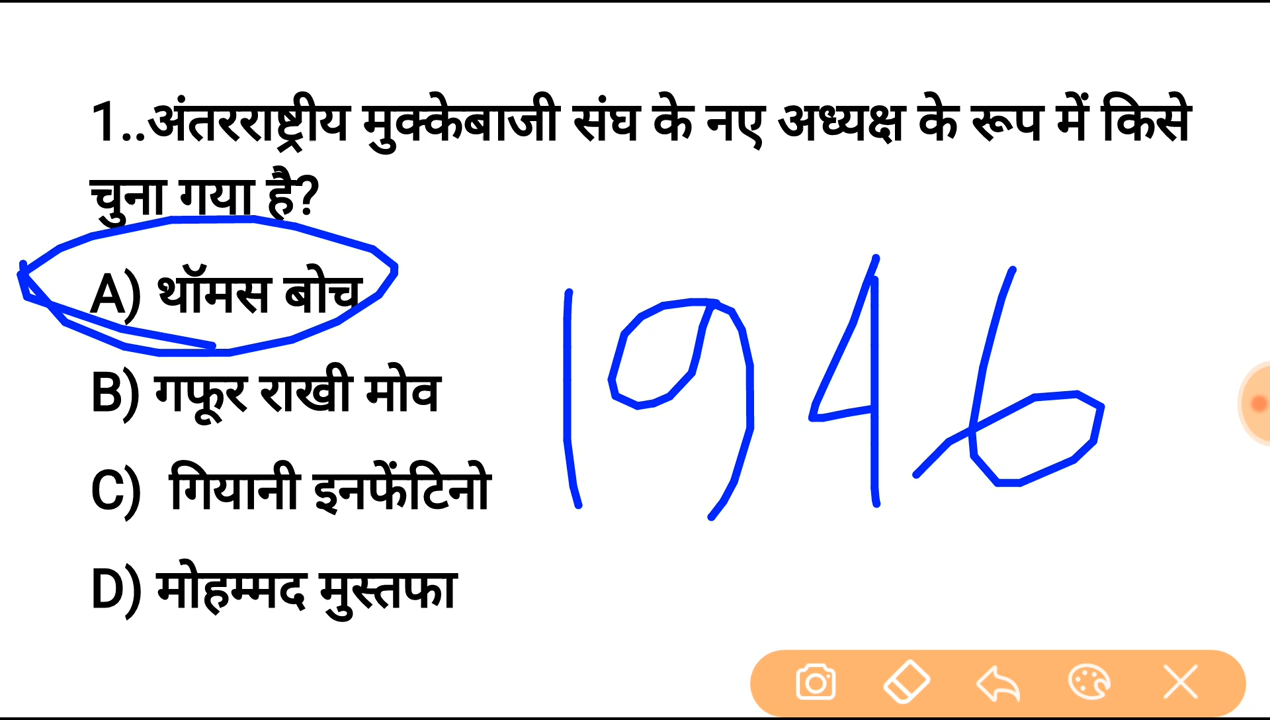 1..अंतरराष्ट्रीय मुक्केबाजी संघ के नए अध्यक्ष के रूप में किसे
चुना गया है?
A) थॉमस बोच
B) गफूर राखी मोव
C) गियानी इनफेंटिनो
D) मोहम्मद मुस्तफा
1946